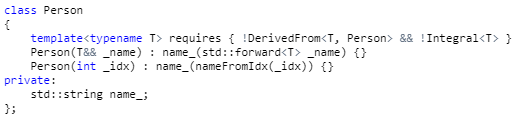 class Person
{
    template<typename T> requires { !DerivedFrom<T, Person> && !Integral<T> }
    Person(T&& _name) : name_(std::forward<T> _name) {}
    Person(int _idx) : name_(nameFromIdx(_idx)) {}
private:
    std::string name_;
};